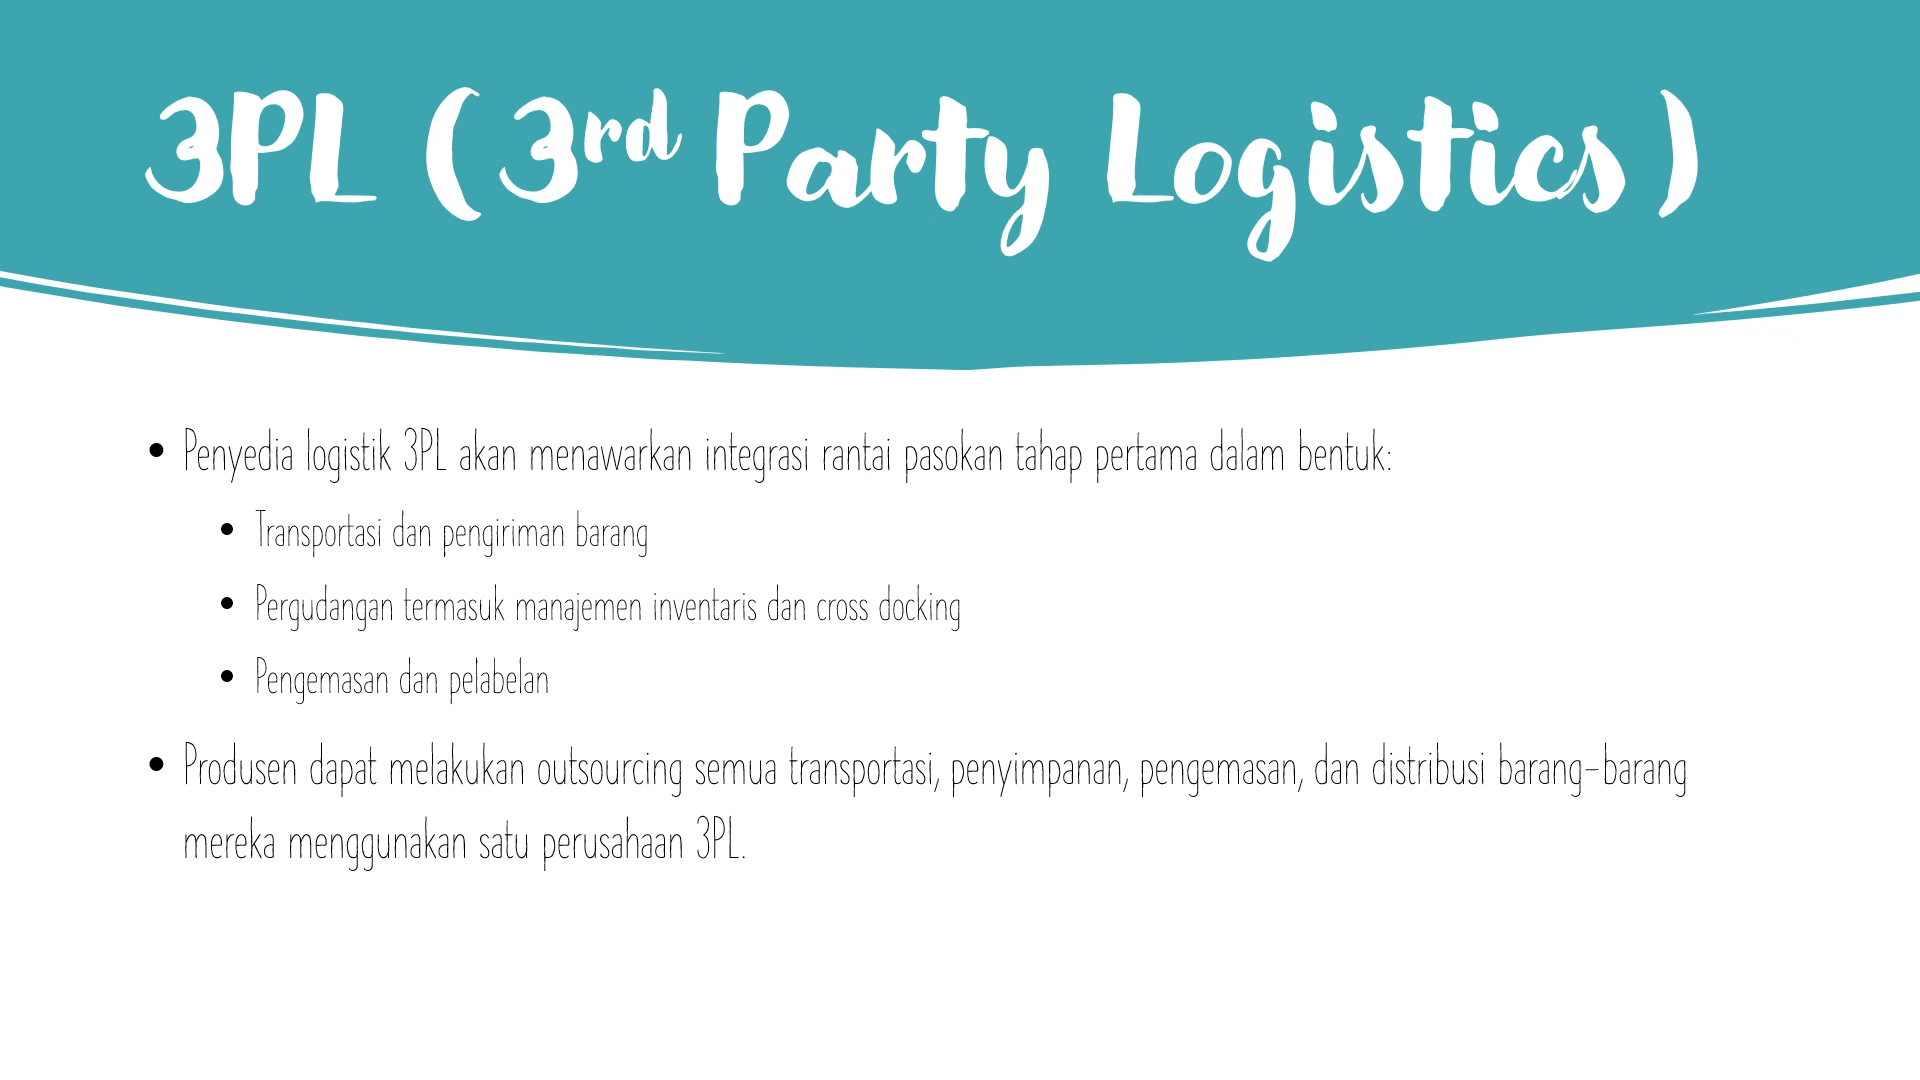 3PL (3rd Party Logistics)
• Penyedia logistik 3PL akan menawarkan integrasi rantai pasokan tahap pertama dalam bentuk:
• Transportasi dan pengiriman barang
• Pergudangan termasuk manajemen inventaris dan cross docking
• Pengemasan dan pelabelan
• Produsen dapat melakukan outsourcing semua transportasi, penyimpanan, pengemasan, dan distribusi barang-barang
mereka menggunakan satu perusahaan 3PL.